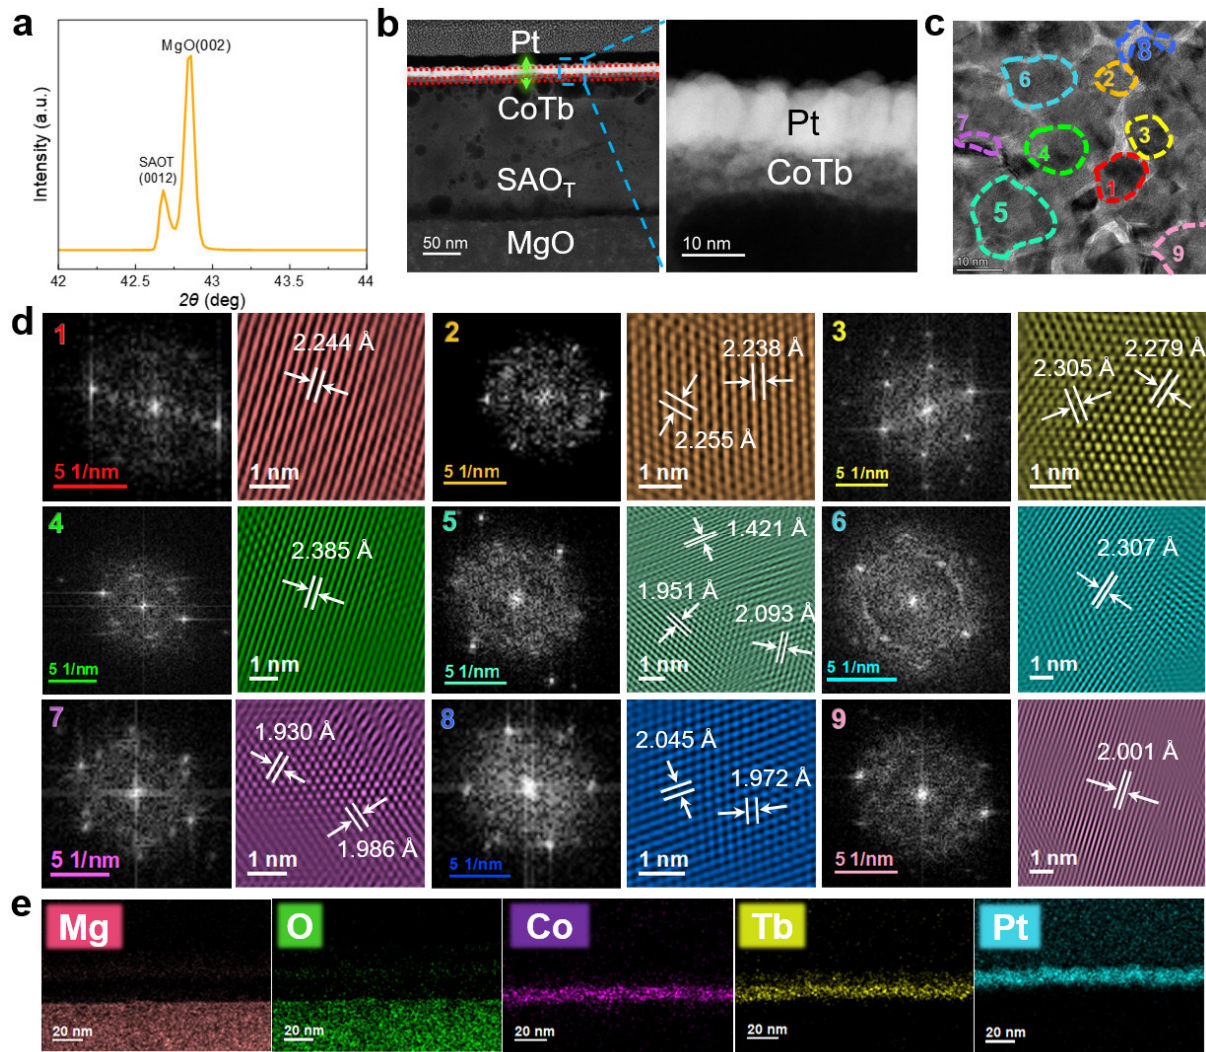 a
MgO(002)
SAOT
(0012)
Intensity (a.u.)
42
42.5
43
43.5
44
2θ (deg)
b
Pt
CoTb
SAO_T
MgO
50 nm
Pt
CoTb
10 nm
c
8
6
2
7
3
4
1
5
9
10 nm
d
1
5 1/nm
2.244 Å
1 nm
2
5 1/nm
2.238 Å
2.255 Å
1 nm
3
5 1/nm
2.279 Å
2.305 Å
1 nm
4
5 1/nm
2.385 Å
1 nm
5
5 1/nm
1.421 Å
1.951 Å
2.093 Å
1 nm
6
5 1/nm
2.307 Å
1 nm
7
5 1/nm
1.930 Å
1.986 Å
1 nm
8
5 1/nm
2.045 Å
1.972 Å
1 nm
9
5 1/nm
2.001 Å
1 nm
e
Mg
20 nm
O
20 nm
Co
20 nm
Tb
20 nm
Pt
20 nm